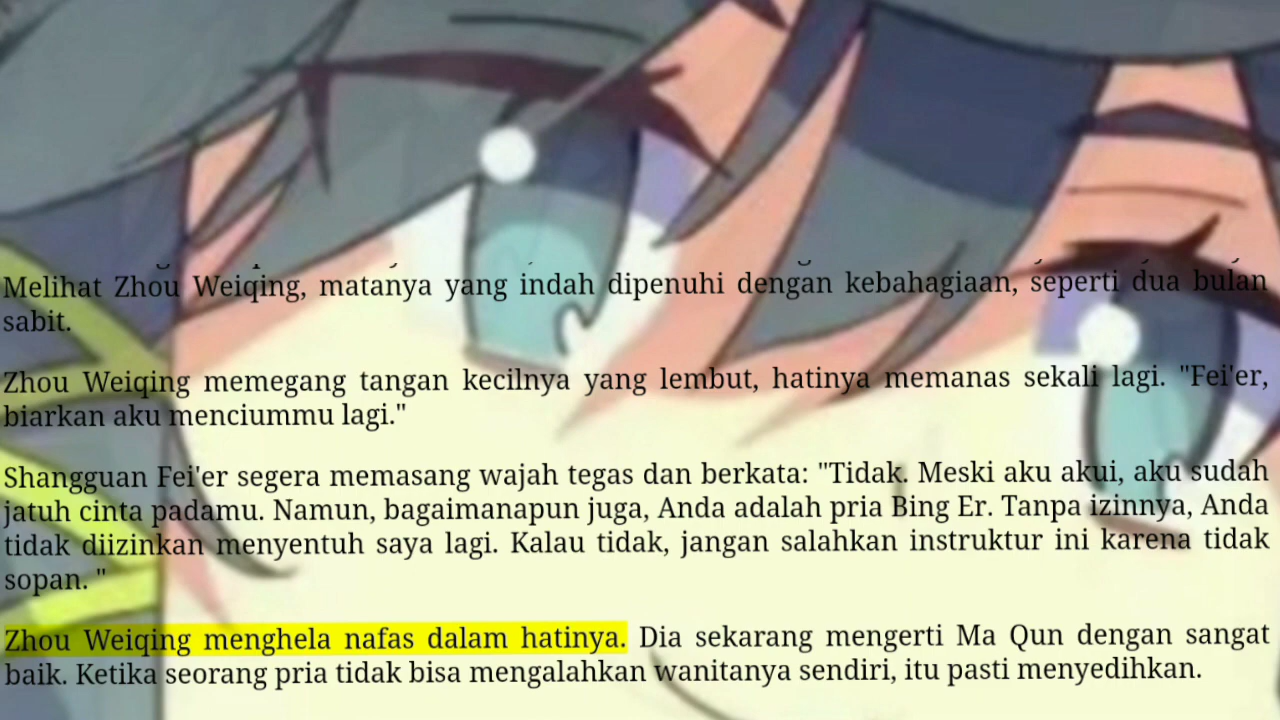 Melihat Zhou Weiqing, matanya yang indah dipenuhi dengan kebahagiaan, seperti dua bulan
sabit.
Zhou Weiqing memegang tangan kecilnya yang lembut, hatinya memanas sekali lagi. "Fei'er,
biarkan aku menciummu lagi."
Shangguan Fei'er segera memasang wajah tegas dan berkata: "Tidak. Meski aku akui, aku sudah
jatuh cinta padamu. Namun, bagaimanapun juga, Anda adalah pria Bing Er. Tanpa izinnya, Anda
tidak diizinkan menyentuh saya lagi. Kalau tidak, jangan salahkan instruktur ini karena tidak
sopan. "
Zhou Weiqing menghela nafas dalam hatinya. Dia sekarang mengerti Ma Qun dengan sangat
baik. Ketika seorang pria tidak bisa mengalahkan wanitanya sendiri, itu pasti menyedihkan.